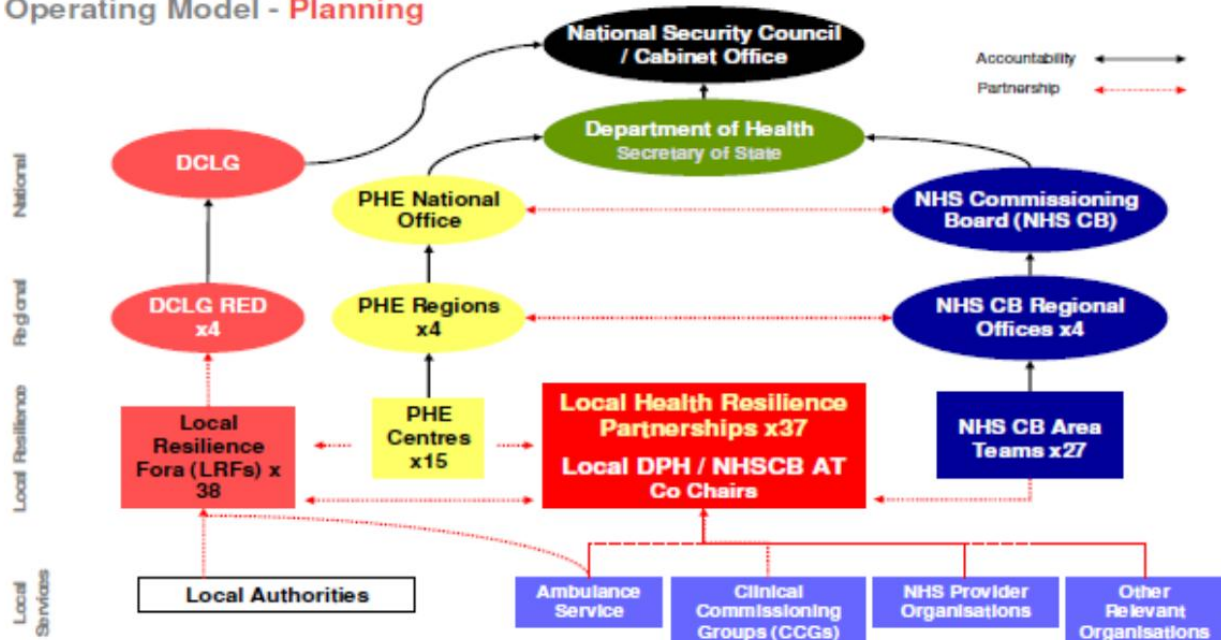 Operating Model - Planning
National Security Council
/ Cabinet Office
Accountability
Partnership
Department of Health
Secretary of State
National
DCLG
PHE National
Office
NHS Commissioning
Board (NHS CB)
Regional
DCLG RED
x4
PHE Regions
x4
NHS CB Regional
Offices x4
Local Resilience
Local
Resilience
Fora (LRFs) x
38
PHE
Centres
x15
Local Health Resilience
Partnerships x37
Local DPH / NHSCB AT
Co Chairs
NHS CB Area
Teams x27
Local
Services
Local Authorities
Ambulance
Service
Clinical
Commissioning
Groups (CCGs)
NHS Provider
Organisations
Other
Relevant
Organisations